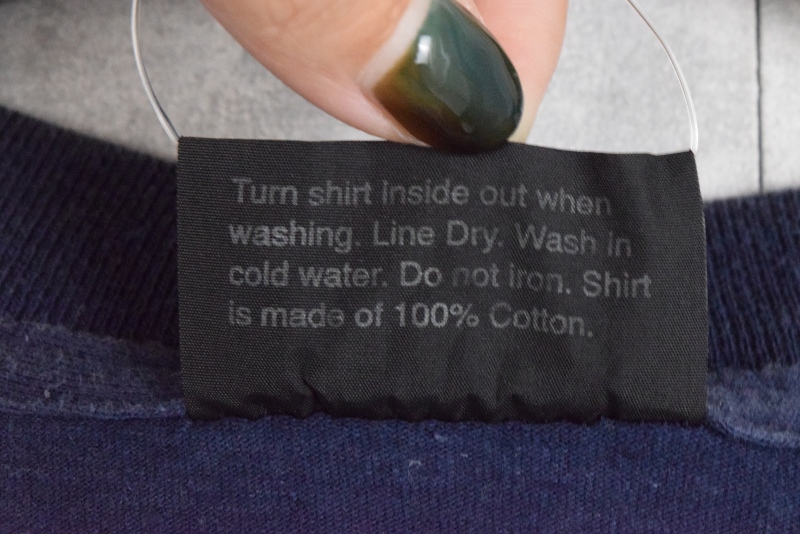 Turn shirt inside out when
washing. Line Dry. Wash in
cold water. Do not iron. Shirt
is made of 100% Cotton.